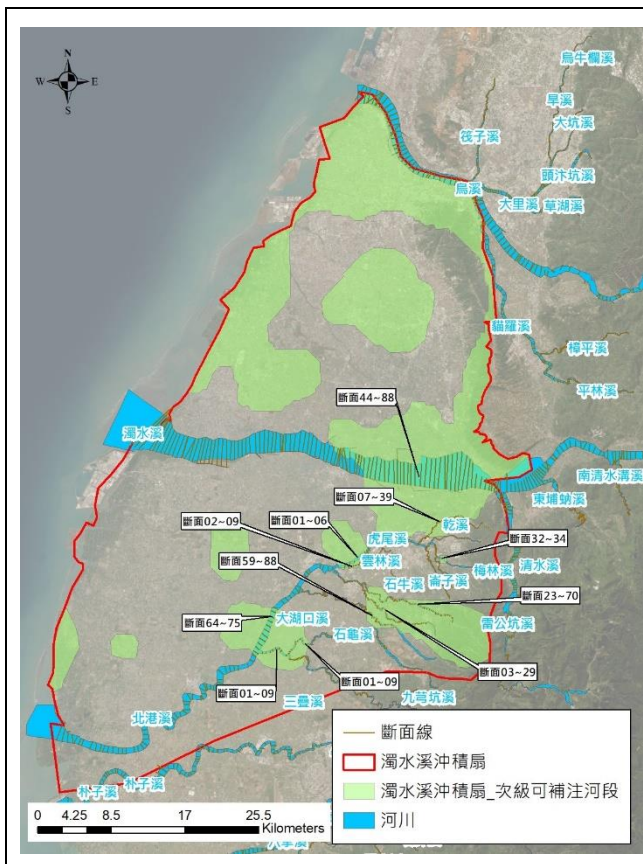 N
W
E
S
烏牛欄溪
旱溪
大坑溪
筏子溪
頭汴坑溪
烏溪
大里溪
草湖溪
貓羅溪
樟平溪
平林溪
斷面44~88
濁水溪
南清水溝溪
東埔蚋溪
斷面07~39
乾溪
斷面02~09
斷面01~06
虎尾溪
斷面32~34
雲林溪
梅林溪
清水溪
斷面59~88
石牛溪
崙子溪
斷面23~70
斷面64~75
大湖口溪
石龜溪
雷公坑溪
斷面03~29
斷面01~09
斷面01~09
三疊溪
九芎坑溪
北港溪
朴子溪
朴子溪
斷面線
濁水溪沖積扇
濁水溪沖積扇_次級可補注河段
河川
0 4.25 8.5 17 25.5
Kilometers